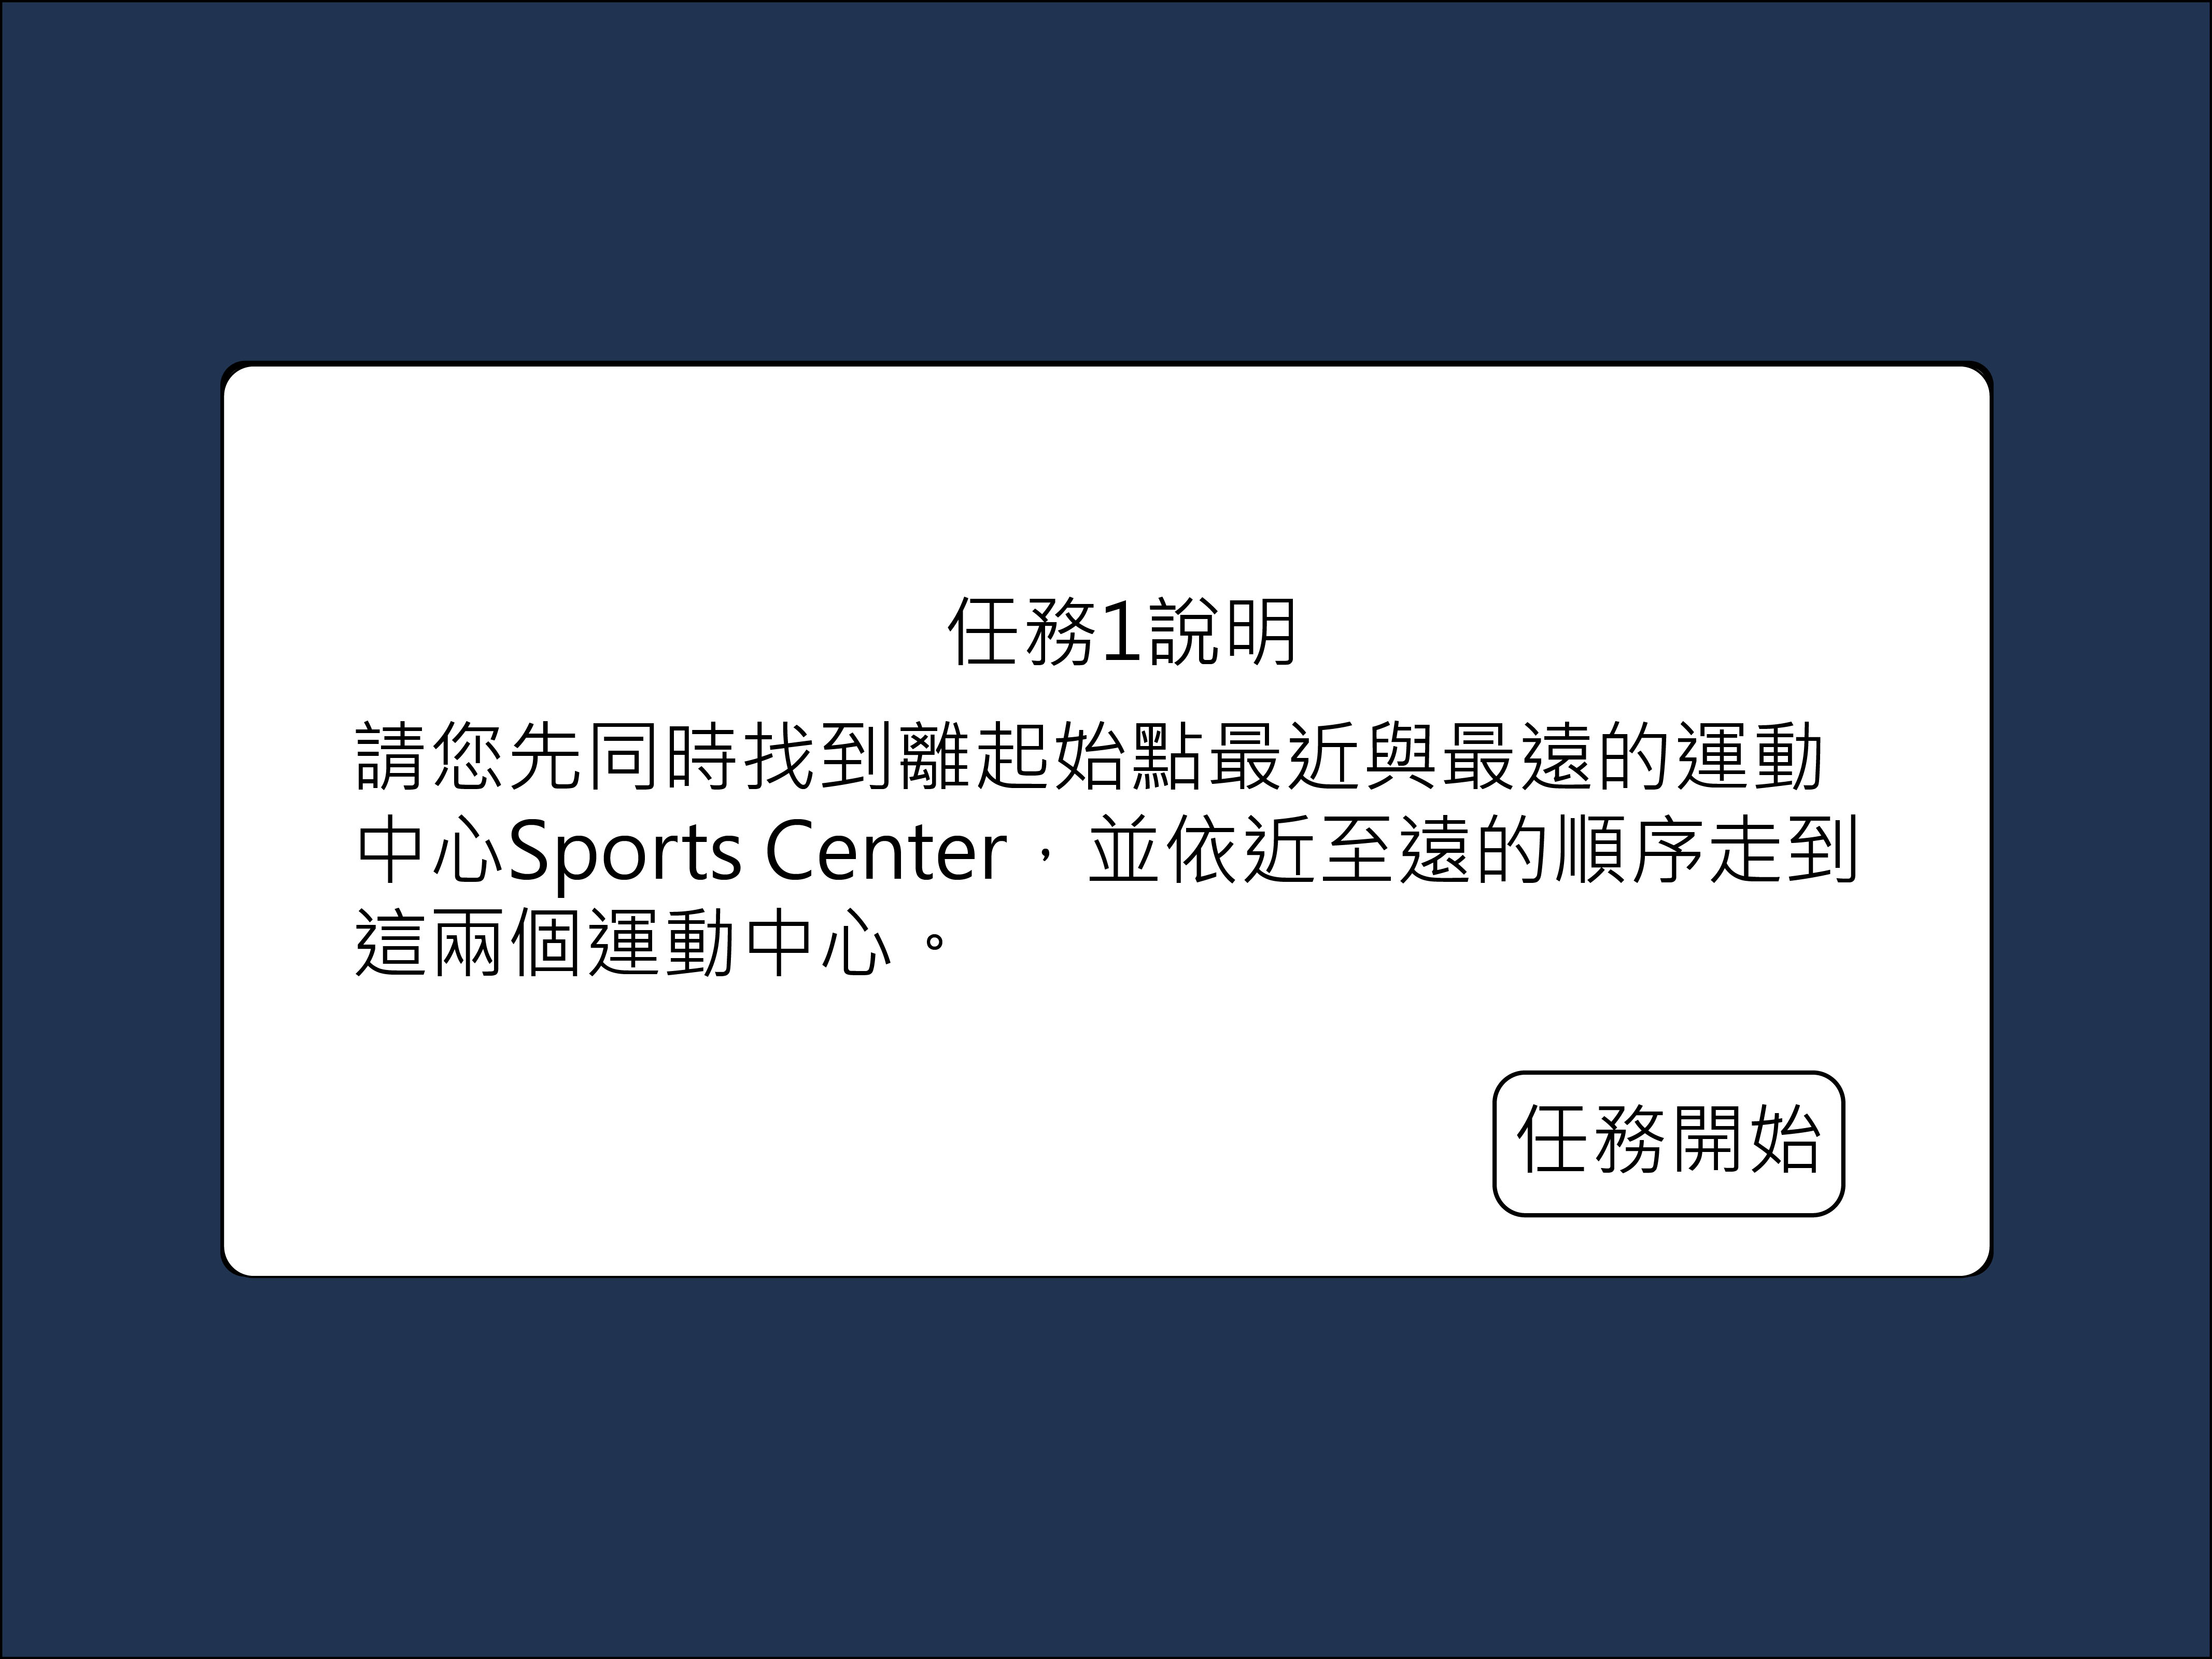 任務1說明
請您先同時找到離起始點最近與最遠的運動
中心Sports Center，並依近至遠的順序走到
這兩個運動中心。
任務開始